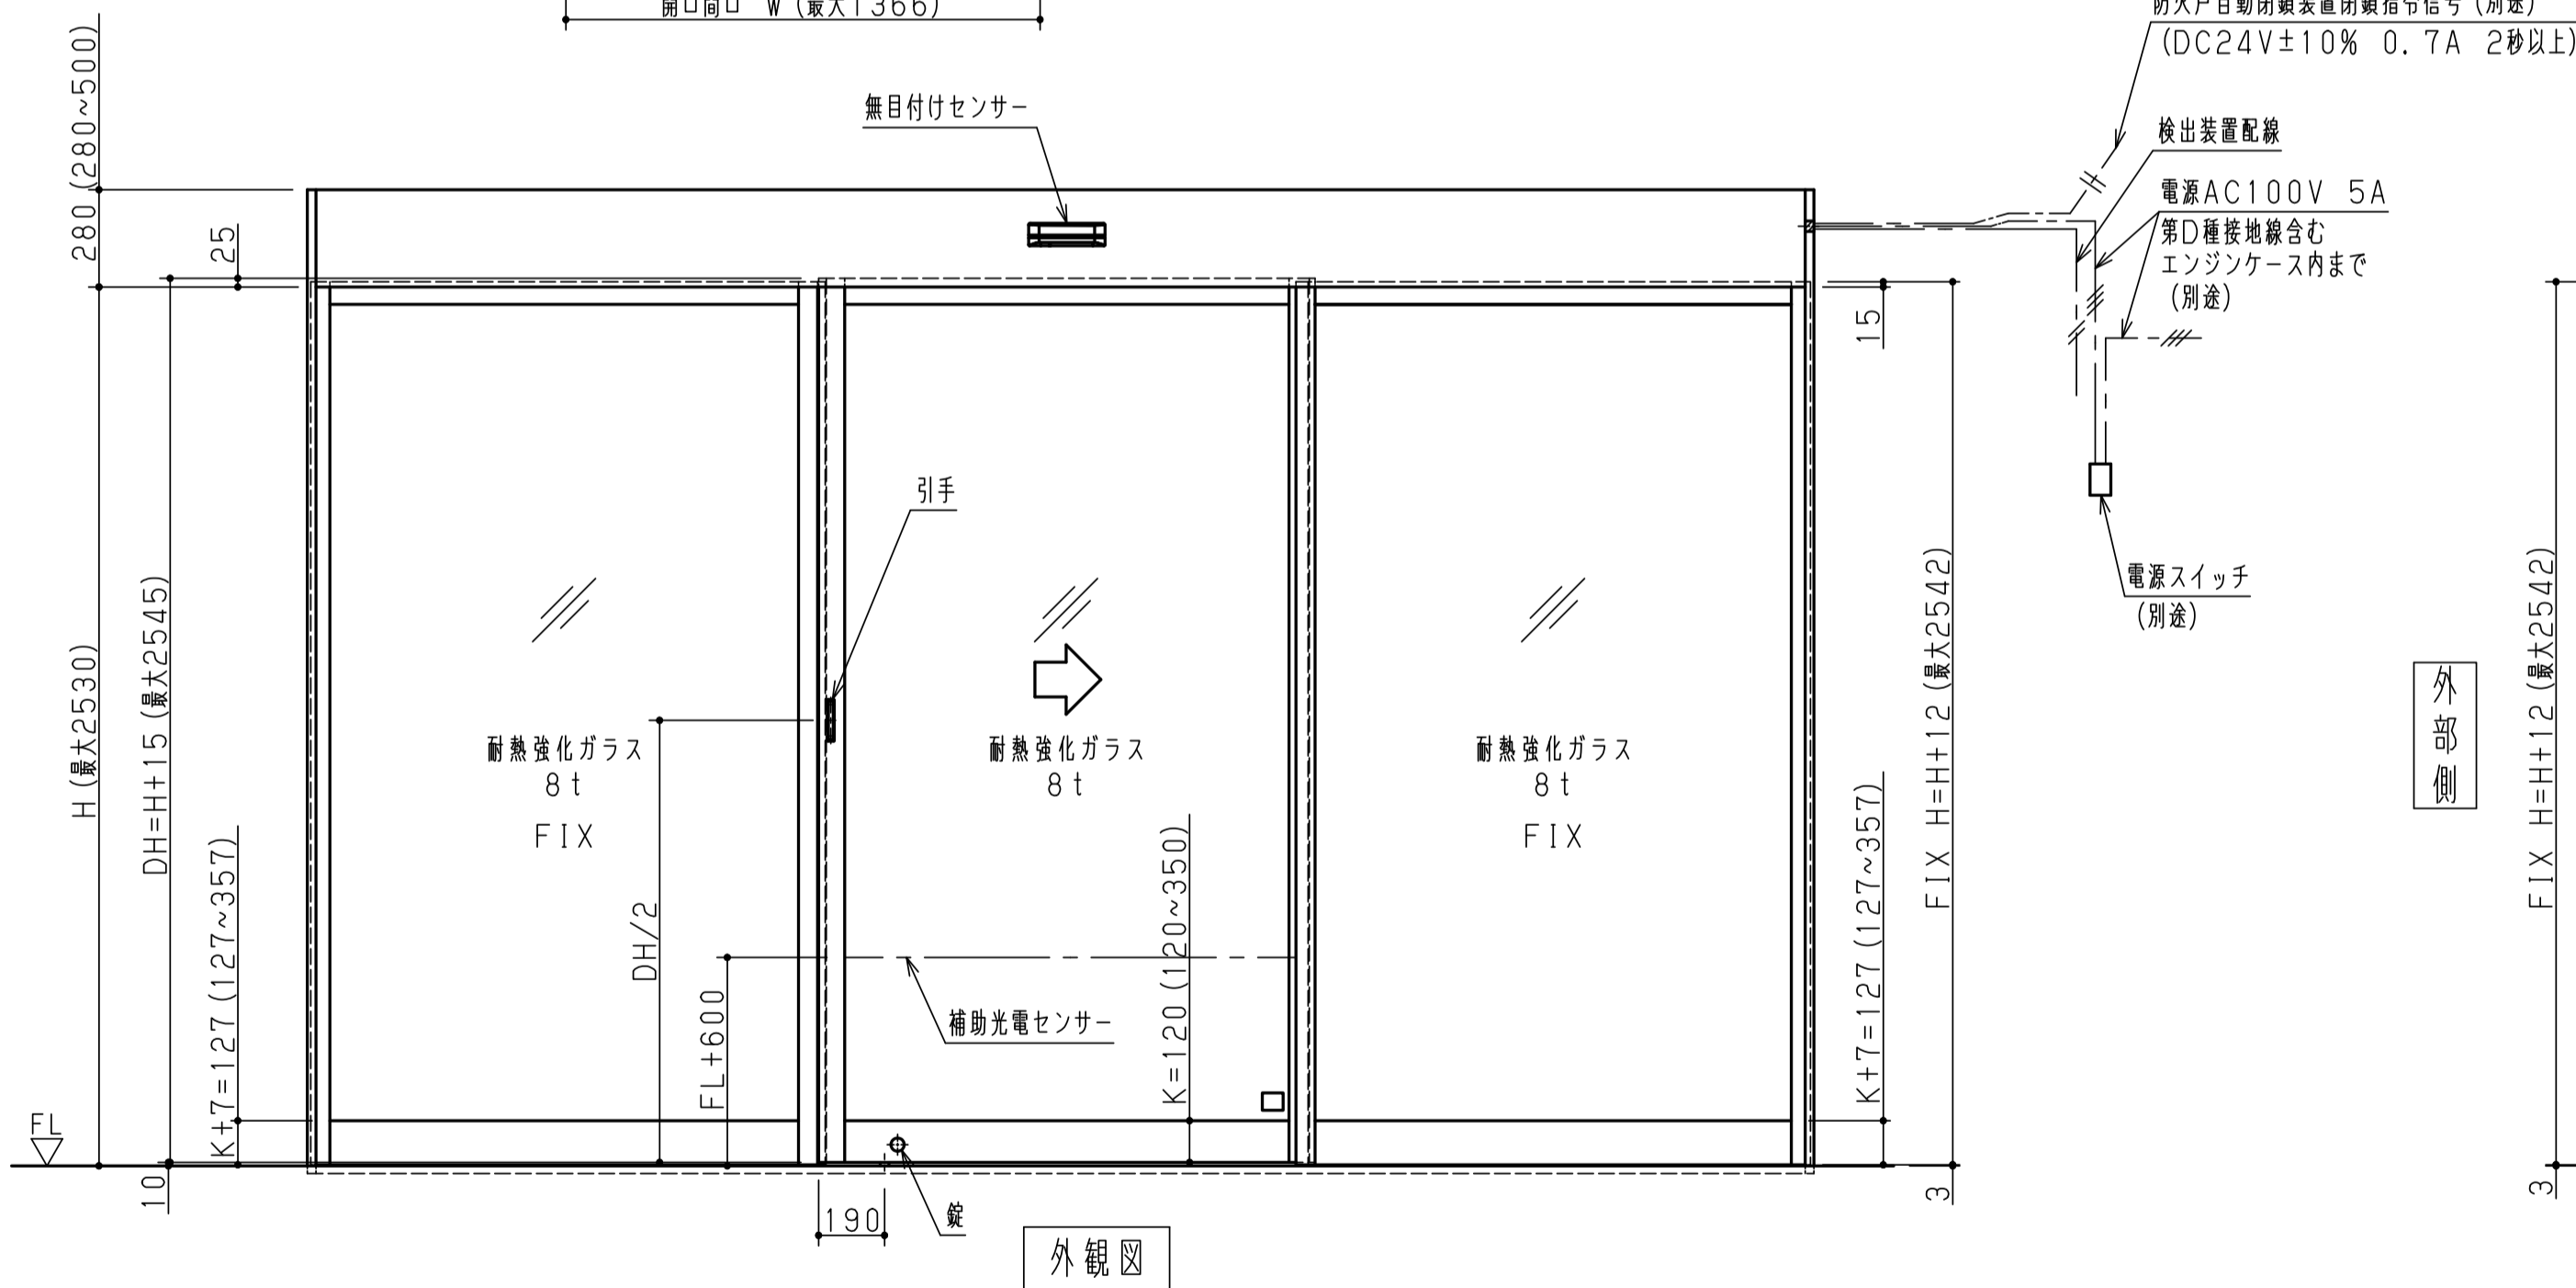 開口間口 W (最大1366)
防火戸自動閉鎖装置閉鎖指令信号 (別途)
(DC24V±10% 0.7A 2秒以上)
無目付けセンサー
検出装置配線
電源AC100V 5A
第D種接地線含む
エンジンケース内まで
(別途)
280 (280~500)
25
15
引手
電源スイッチ
(別途)
H (最大2530)
DH=H+15 (最大2545)
K+7=127 (127~357)
耐熱強化ガラス
8t
FIX
耐熱強化ガラス
8t
耐熱強化ガラス
8t
FIX
DH/2
FL+600
K=120 (120~350)
補助光電センサー
K+7=127 (127~357)
FIX H=H+12 (最大2542)
外部側
FIX H=H+12 (最大2542)
FL
10
190
錠
3
3
外観図